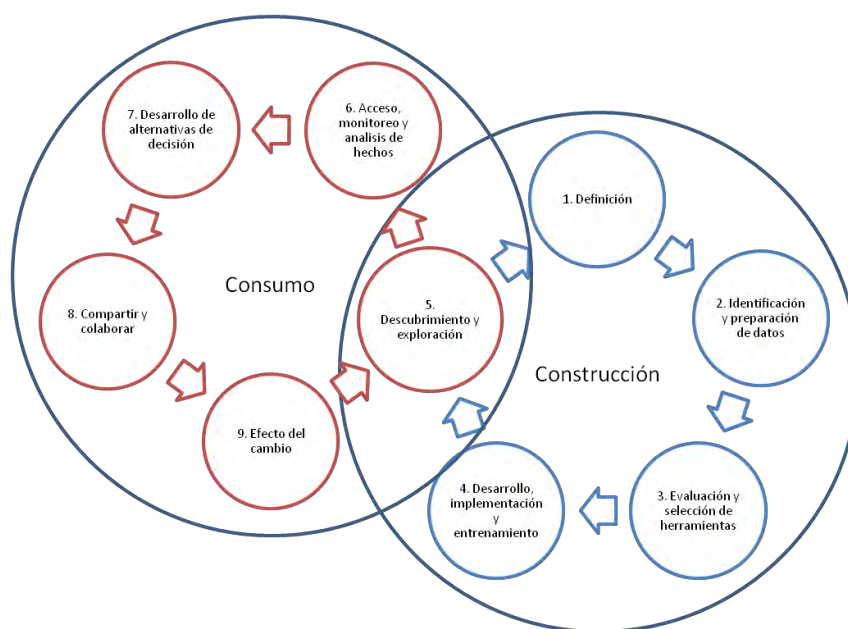 7. Desarrollo de
alternativas de
decisión
6. Acceso,
monitoreo y
analisis de
hechos
1. Definición
Consumo
5.
Descubrimiento y
exploración
2. Identificación
y preparación
de datos
8. Compartir y
colaborar
Construcción
9. Efecto del
cambio
4. Desarrollo,
implementación
y
entrenamiento
3. Evaluación y
selección de
herramientas